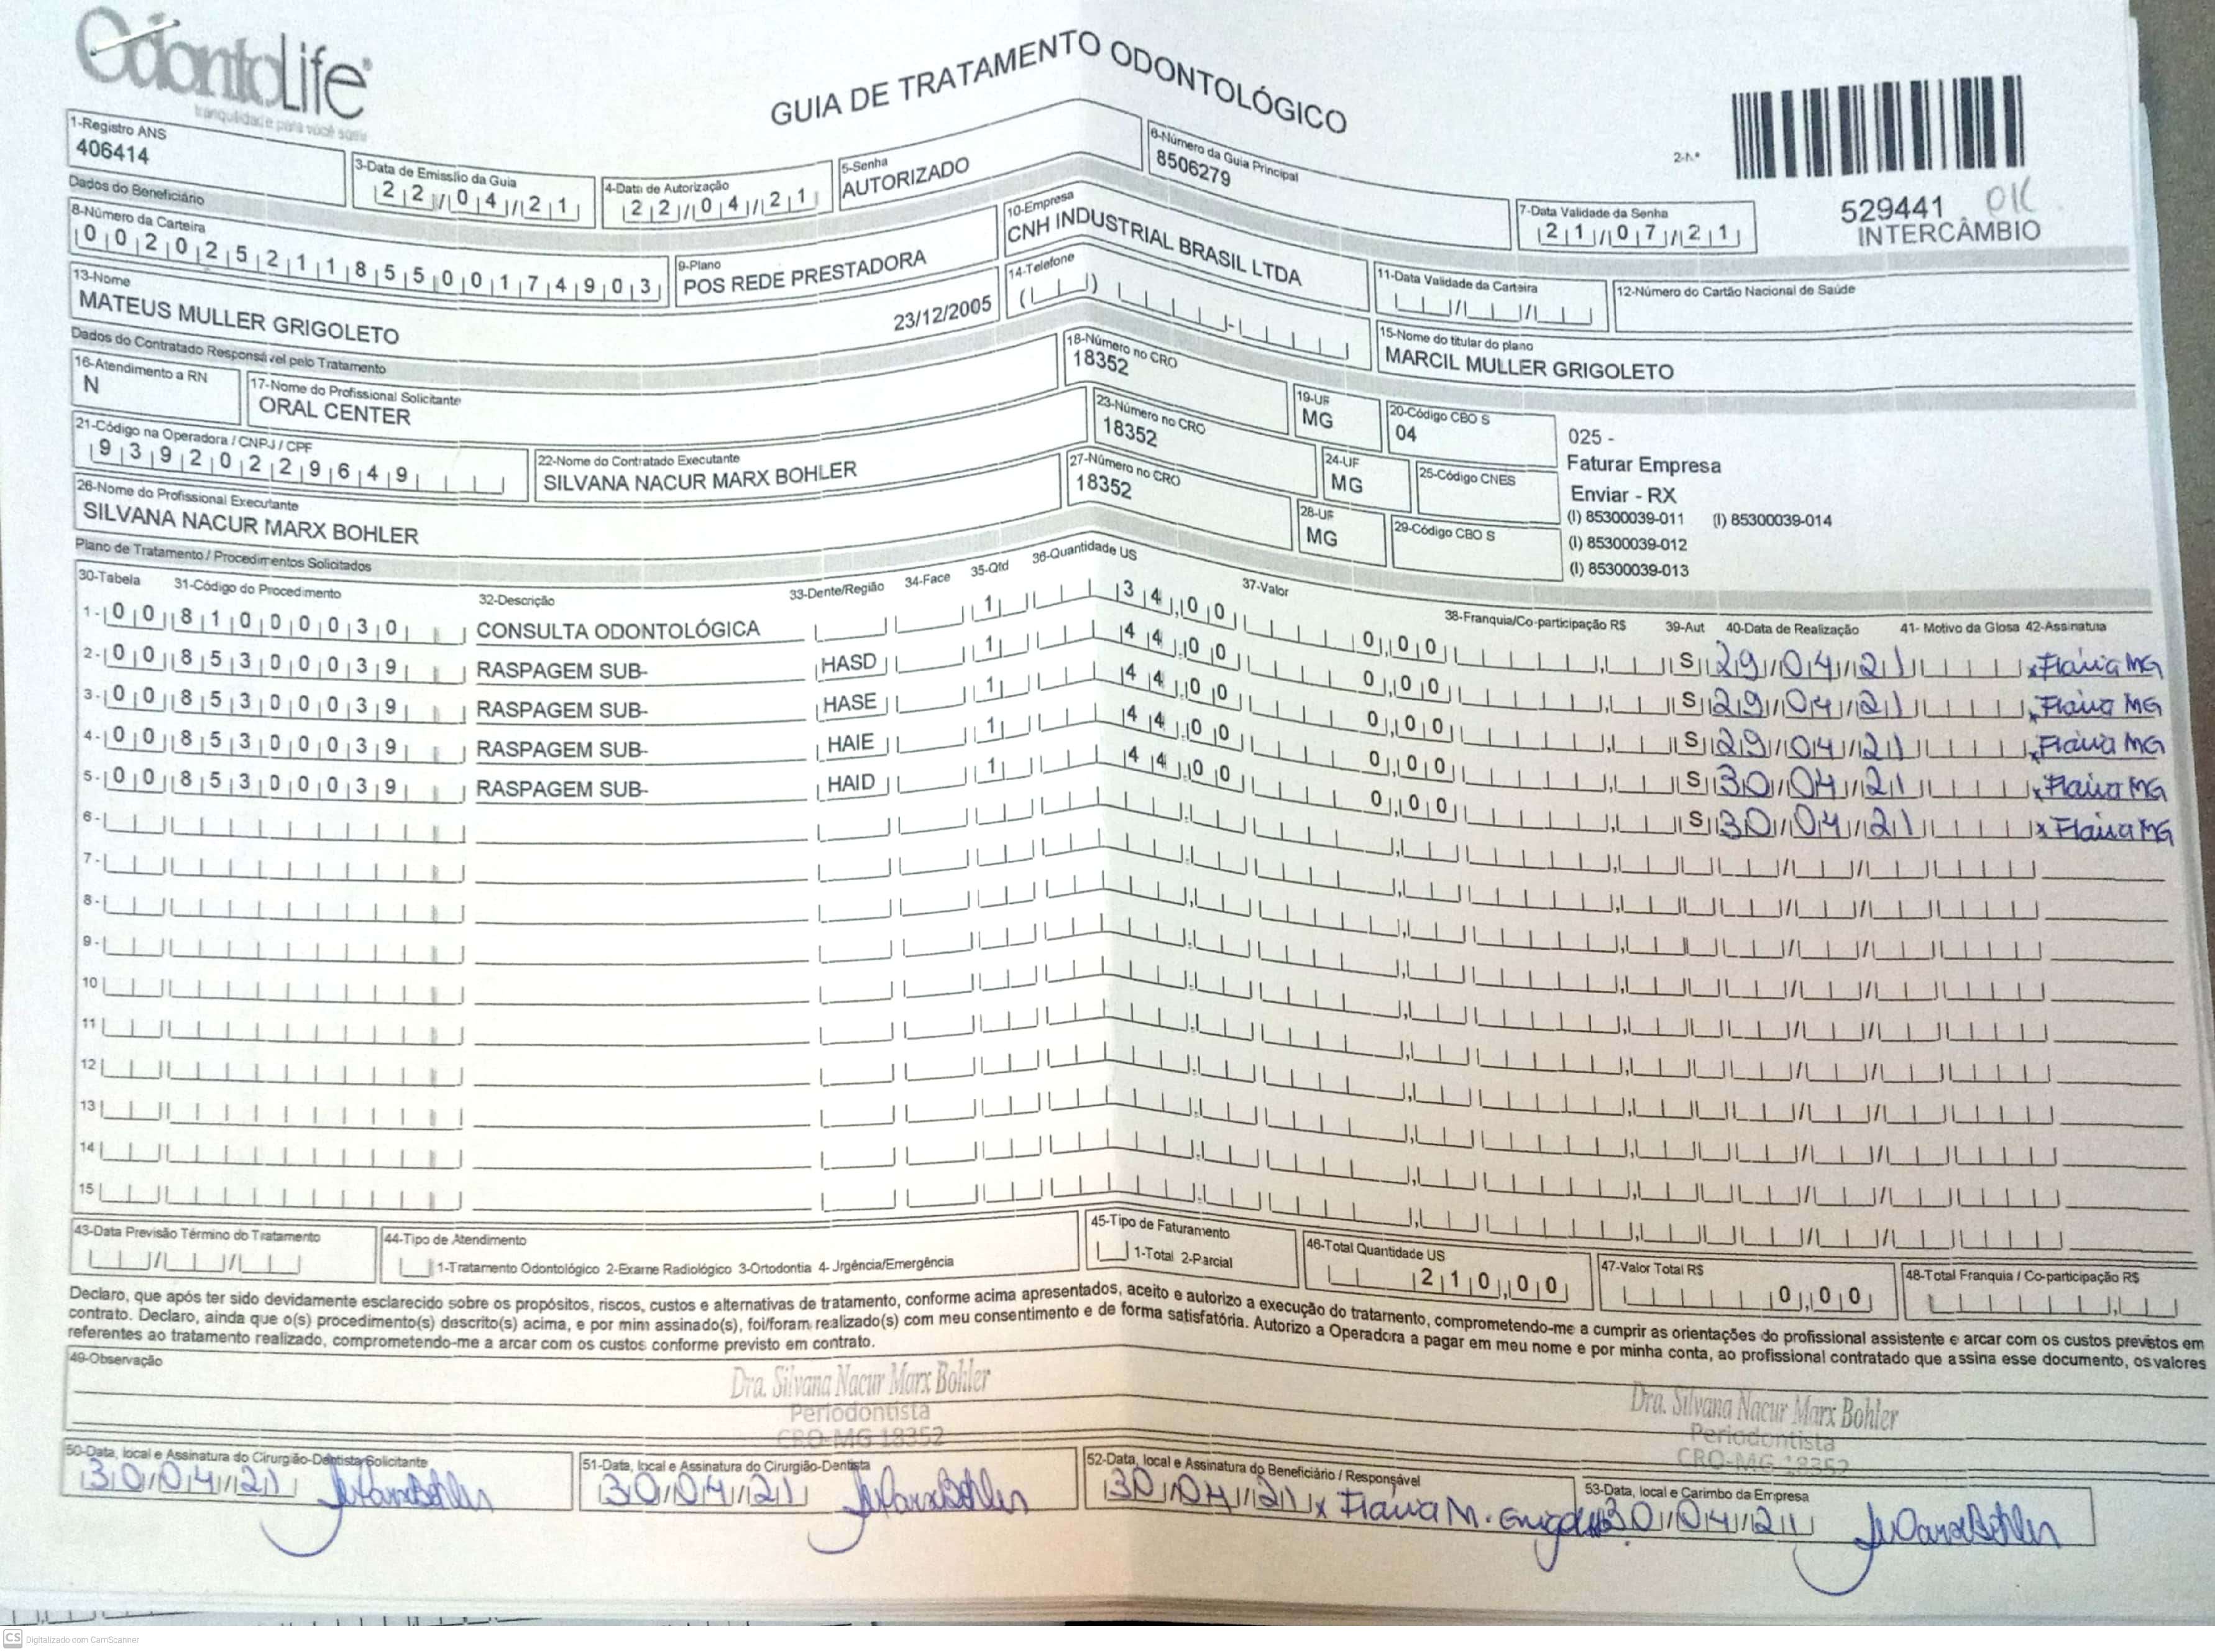 OdontoLife
tranquilidade para você sorrir
GUIA DE TRATAMENTO ODONTOLÓGICO
2-N.º
529441 OK
INTERCÂMBIO
1-Registro ANS
406414
3-Data de Emissão da Guia
22/04/21
4-Data de Autorização
22/04/21
5-Senha
AUTORIZADO
6-Número da Guia Principal
8506279
7-Data Validade da Senha
21/07/21
Dados do Beneficiário
8-Número da Carteira
00202521185500174903
9-Plano
POS REDE PRESTADORA
10-Empresa
CNH INDUSTRIAL BRASIL LTDA
11-Data Validade da Carteira
12-Número do Cartão Nacional de Saúde
13-Nome
MATEUS MULLER GRIGOLETO
23/12/2005
14-Telefone
15-Nome do titular do plano
MARCIL MULLER GRIGOLETO
Dados do Contratado Responsável pelo Tratamento
16-Atendimento a RN
N
17-Nome do Profissional Solicitante
ORAL CENTER
18-Número no CRO
18352
19-UF
MG
20-Código CBO S
04
21-Código na Operadora / CNPJ / CPF
93920229649
22-Nome do Contratado Executante
SILVANA NACUR MARX BOHLER
23-Número no CRO
18352
24-UF
MG
25-Código CNES
26-Nome do Profissional Executante
SILVANA NACUR MARX BOHLER
27-Número no CRO
18352
28-UF
MG
29-Código CBO S
025 -
Faturar Empresa
Enviar - RX
(I) 85300039-011 (I) 85300039-014
(I) 85300039-012
(I) 85300039-013
Plano de Tratamento / Procedimentos Solicitados
30-Tabela 31-Código do Procedimento 32-Descrição 33-Dente/Região 34-Face 35-Qtd 36-Quantidade US 37-Valor 38-Franquia/Co-participação R$ 39-Aut 40-Data de Realização 41- Motivo da Glosa 42-Assinatura
1- 00 81000030 CONSULTA ODONTOLÓGICA 1 34,00 0,00 S 29/04/21 x Flávia MG
2- 00 85300039 RASPAGEM SUB- HASD 1 44,00 0,00 S 29/04/21 x Flávia MG
3- 00 85300039 RASPAGEM SUB- HASE 1 44,00 0,00 S 29/04/21 x Flávia MG
4- 00 85300039 RASPAGEM SUB- HAIE 1 44,00 0,00 S 30/04/21 x Flávia MG
5- 00 85300039 RASPAGEM SUB- HAID 1 44,00 0,00 S 30/04/21 x Flávia MG
6-
7-
8-
9-
10
11
12
13
14
15
43-Data Previsão Término do Tratamento
44-Tipo de Atendimento
1-Tratamento Odontológico 2-Exame Radiológico 3-Ortodontia 4- Urgência/Emergência
45-Tipo de Faturamento
1-Total 2-Parcial
46-Total Quantidade US
210,00
47-Valor Total R$
0,00
48-Total Franquia / Co-participação R$
Declaro, que após ter sido devidamente esclarecido sobre os propósitos, riscos, custos e alternativas de tratamento, conforme acima apresentados, aceito e autorizo a execução do tratamento, comprometendo-me a cumprir as orientações do profissional assistente e arcar com os custos previstos em
contrato. Declaro, ainda que o(s) procedimento(s) descrito(s) acima, e por mim assinado(s), foi/foram realizado(s) com meu consentimento e de forma satisfatória. Autorizo a Operadora a pagar em meu nome e por minha conta, ao profissional contratado que assina esse documento, os valores
referentes ao tratamento realizado, comprometendo-me a arcar com os custos conforme previsto em contrato.
49-Observação
Dra. Silvana Nacur Marx Bohler
Periodontista
CRO-MG 18352
Dra. Silvana Nacur Marx Bohler
Periodontista
CRO-MG 18352
50-Data, local e Assinatura do Cirurgião-Dentista Solicitante
30/04/21
51-Data, local e Assinatura do Cirurgião-Dentista
30/04/21
52-Data, local e Assinatura do Beneficiário / Responsável
30/04/21 x Flávia M.
53-Data, local e Carimbo da Empresa
30/04/21
CS Digitalizado com CamScanner